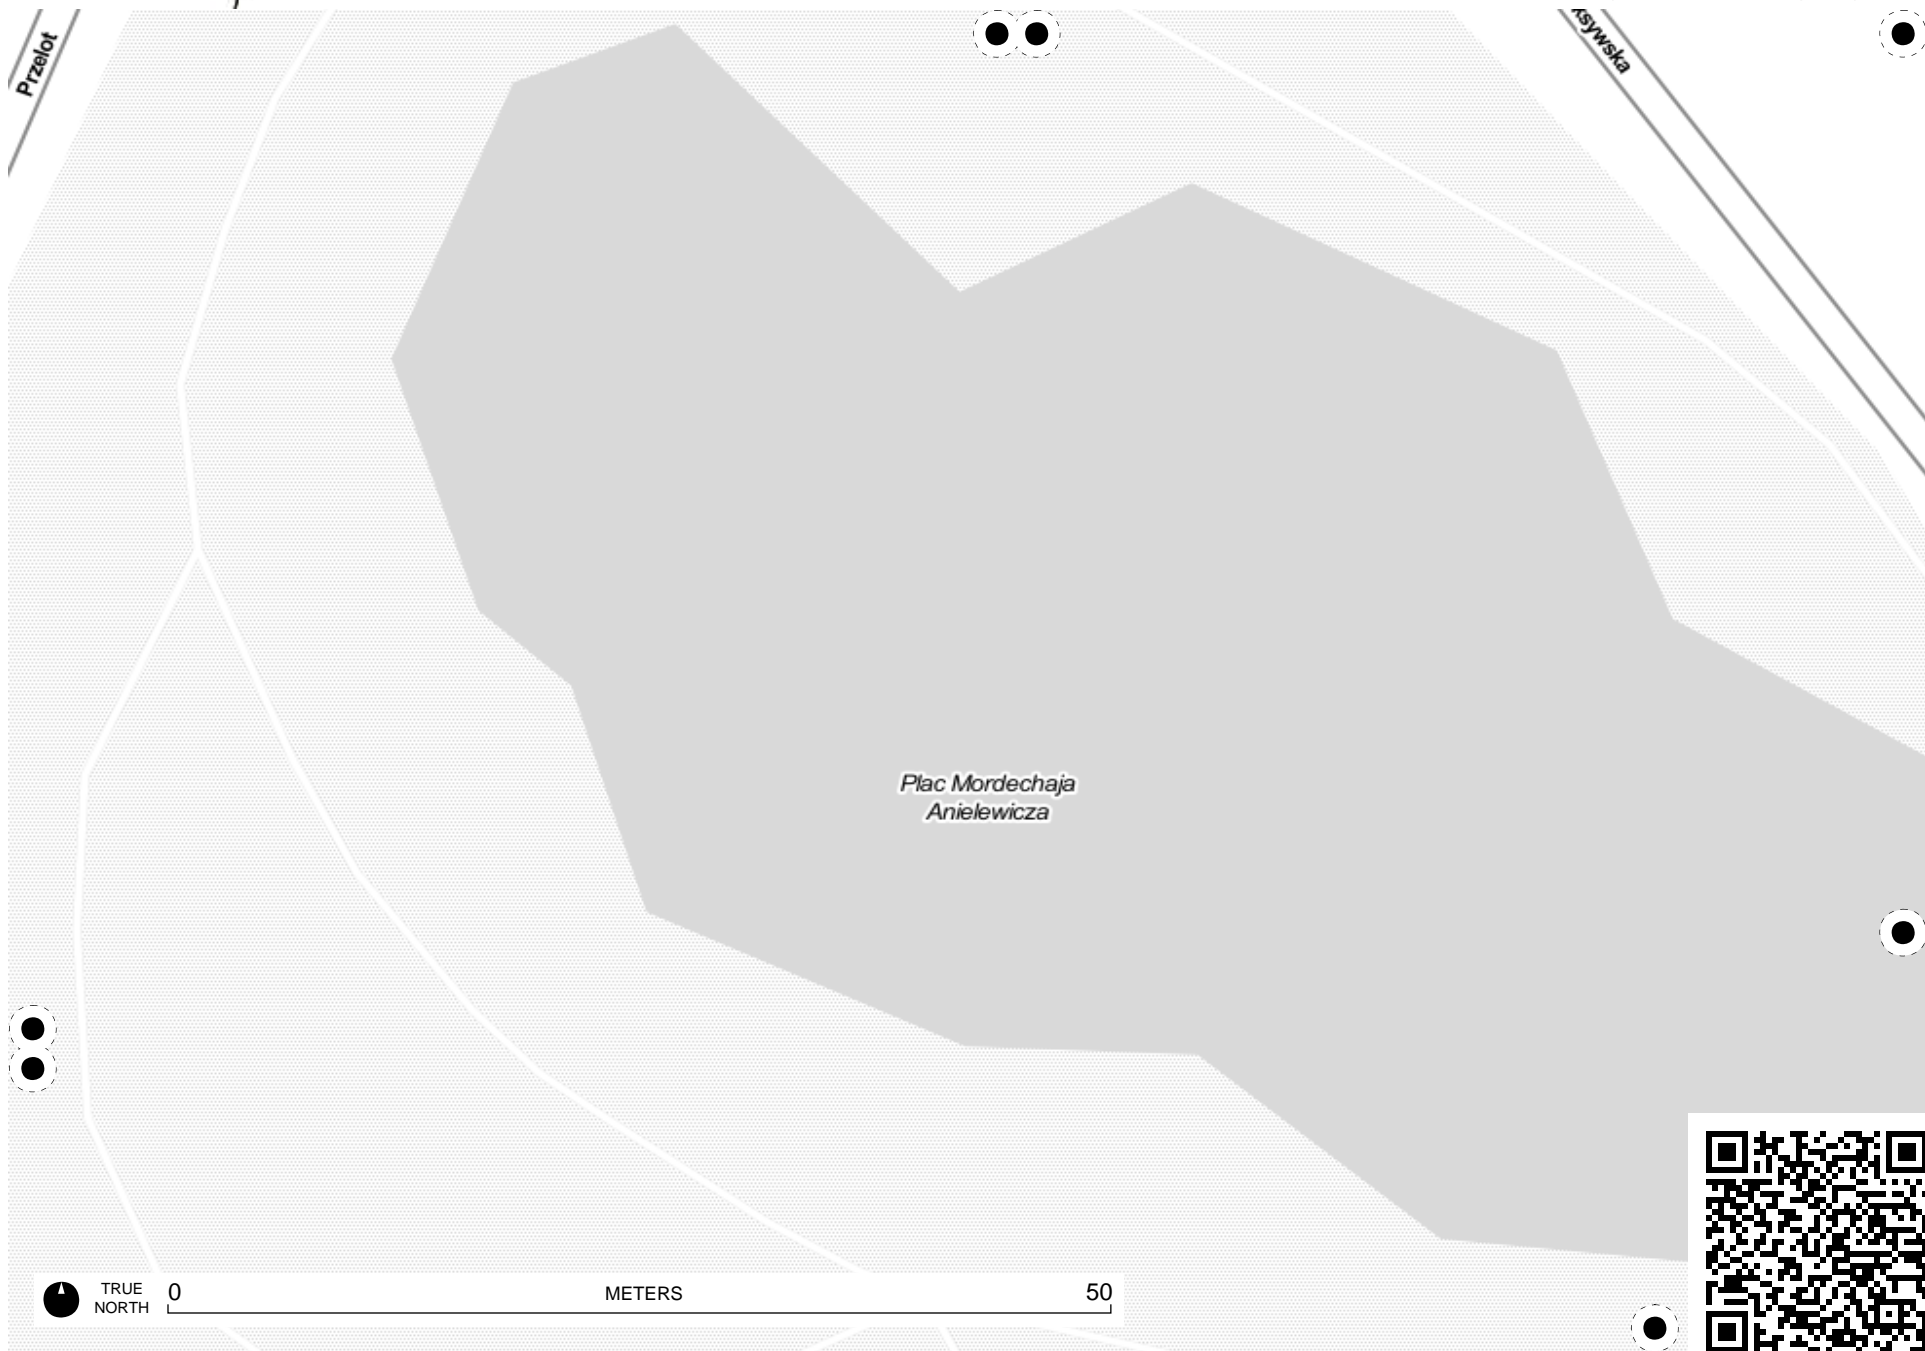 Przelot
ksywska
Plac Mordechaja
Anielewicza
TRUE
NORTH
0
METERS
50